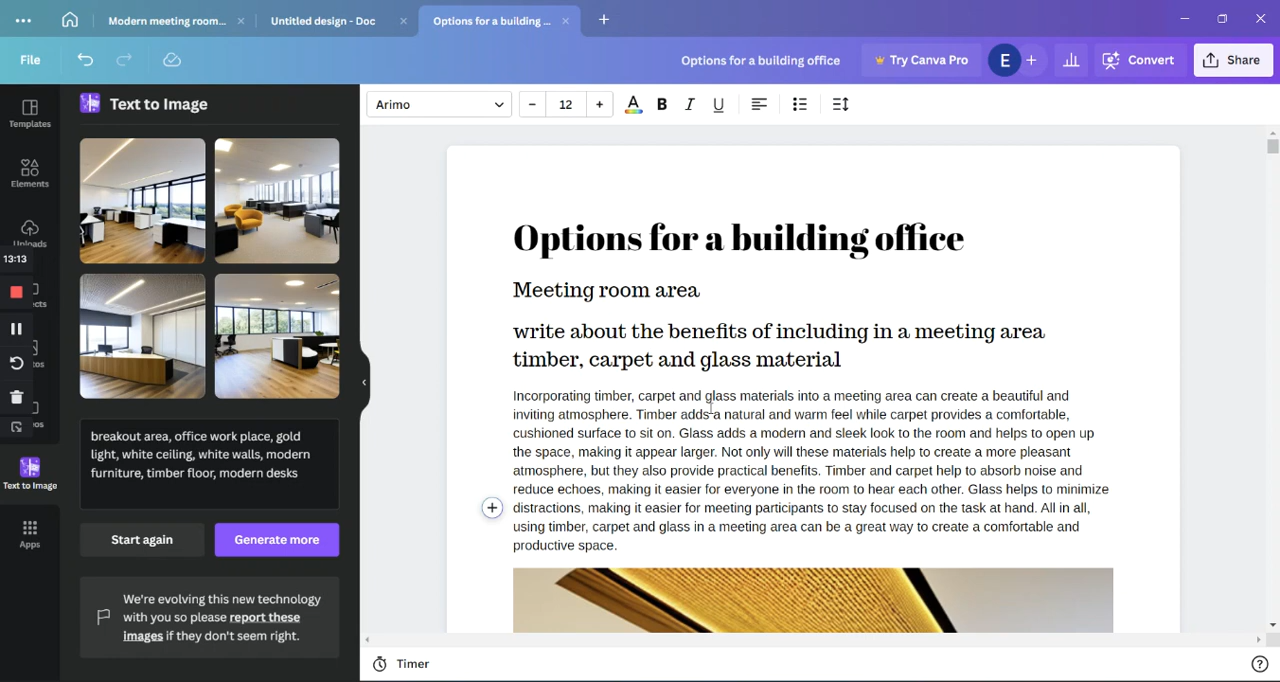 Modern meeting room...
Untitled design - Doc
Options for a building ...
File
Options for a building office
Try Canva Pro
E
Convert
Share
Templates
Elements
Uploads
13:13
Text to Image
Apps
Text to Image
breakout area, office work place, gold
light, white ceiling, white walls, modern
furniture, timber floor, modern desks
Start again
Generate more
We're evolving this new technology
with you so please report these
images if they don't seem right.
Arimo
12
A
B
I
U
Options for a building office
Meeting room area
write about the benefits of including in a meeting area
timber, carpet and glass material
Incorporating timber, carpet and glass materials into a meeting area can create a beautiful and
inviting atmosphere. Timber adds a natural and warm feel while carpet provides a comfortable,
cushioned surface to sit on. Glass adds a modern and sleek look to the room and helps to open up
the space, making it appear larger. Not only will these materials help to create a more pleasant
atmosphere, but they also provide practical benefits. Timber and carpet help to absorb noise and
reduce echoes, making it easier for everyone in the room to hear each other. Glass helps to minimize
distractions, making it easier for meeting participants to stay focused on the task at hand. All in all,
using timber, carpet and glass in a meeting area can be a great way to create a comfortable and
productive space.
Timer